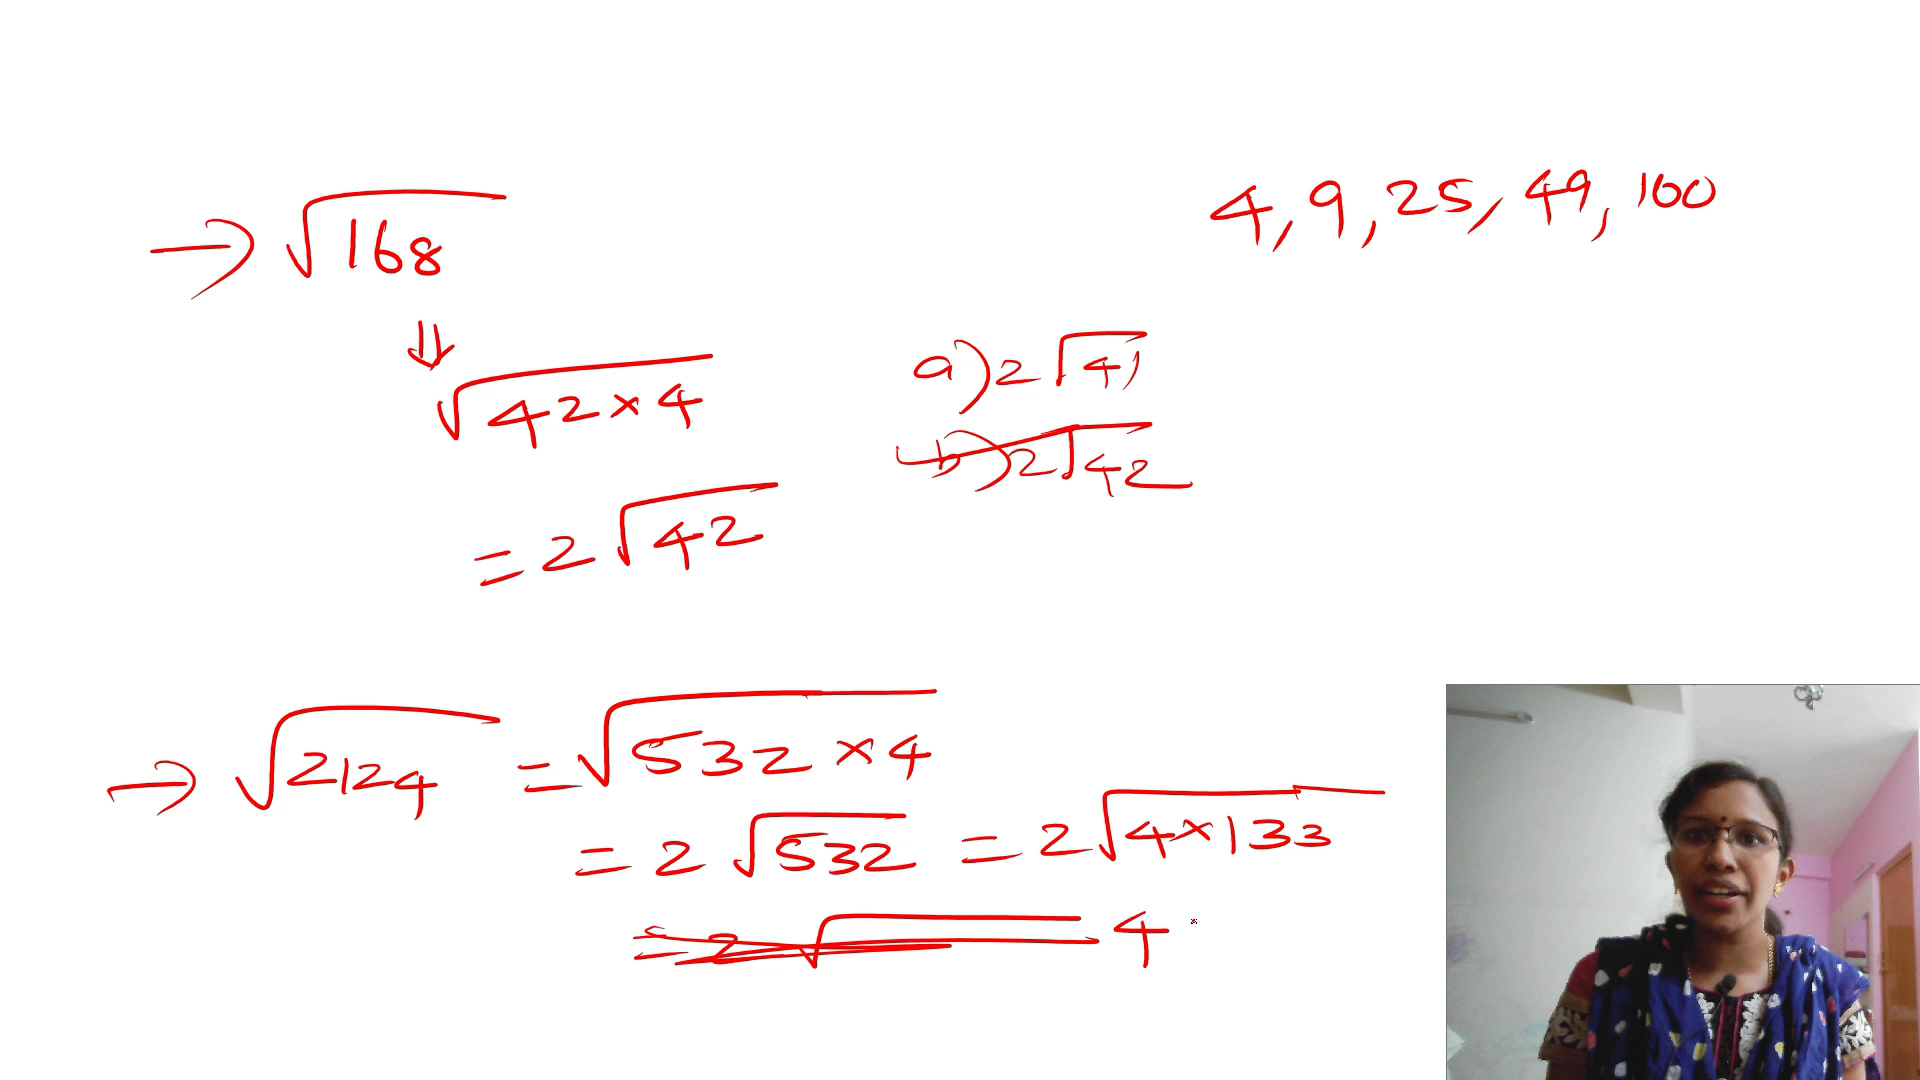 → √168
4, 9, 25, 49, 100
⇓
√42×4
a) 2√41
b) 2√42
= 2√42
→ √2124 = √532 × 4
= 2√532 = 2√4×133
= 2√ 4